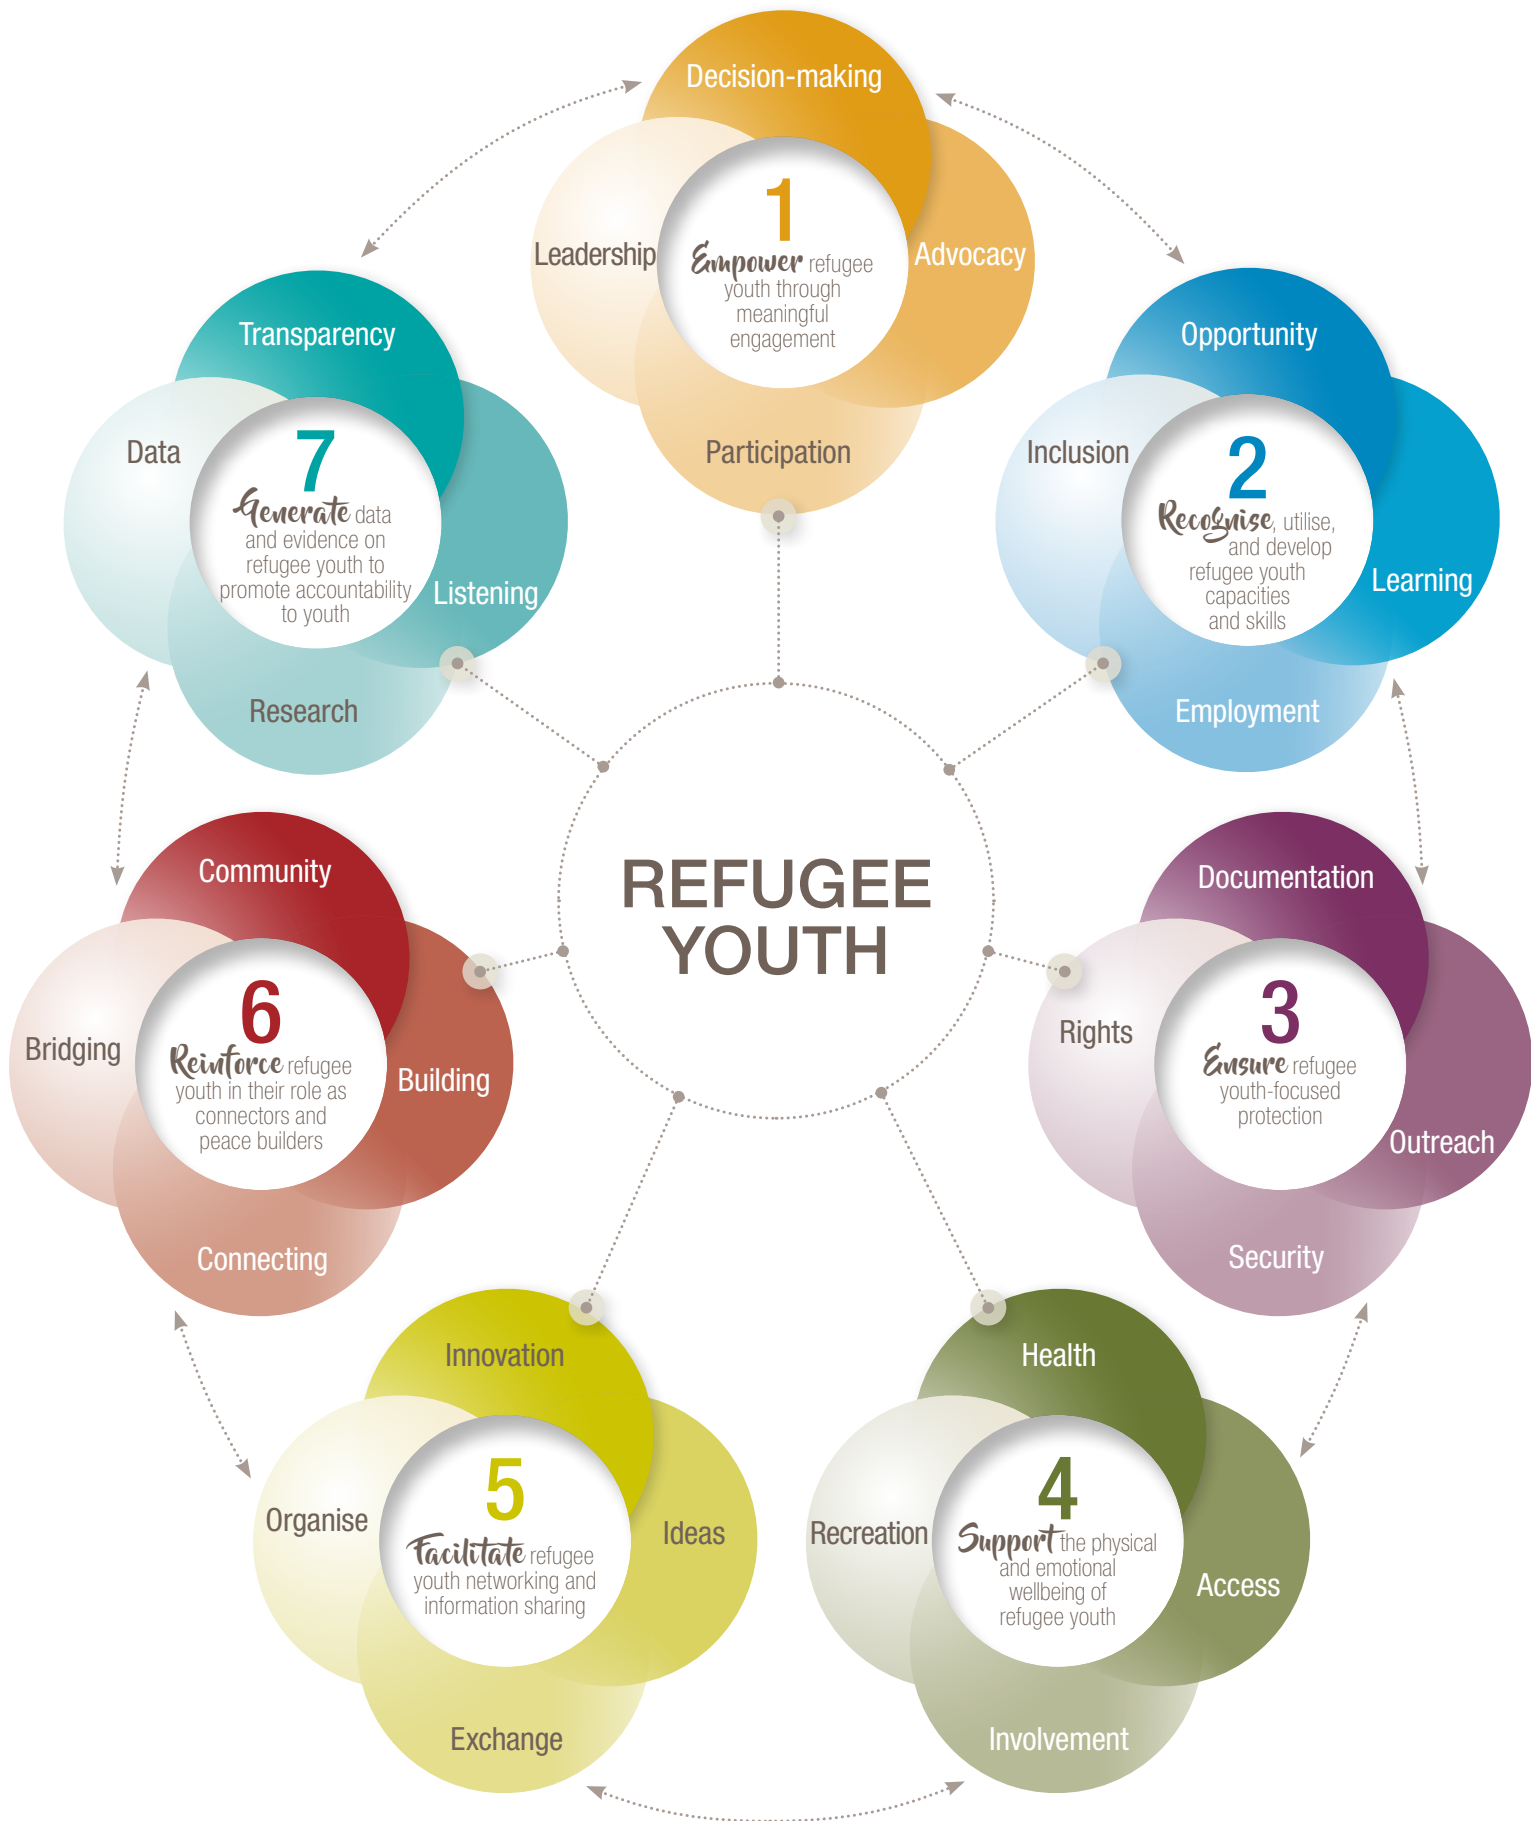 Decision-making
Leadership
1
Empower refugee
youth through
meaningful
engagement
Advocacy
Participation
Opportunity
Inclusion
2
Recognise, utilise,
and develop
refugee youth
capacities
and skills
Learning
Employment
Documentation
Rights
3
Ensure refugee
youth-focused
protection
Outreach
Security
Health
Recreation
4
Support the physical
and emotional
wellbeing of
refugee youth
Access
Involvement
Innovation
Organise
5
Facilitate refugee
youth networking and
information sharing
Ideas
Exchange
Community
Bridging
6
Reinforce refugee
youth in their role as
connectors and
peace builders
Building
Connecting
Transparency
Data
7
Generate data
and evidence on
refugee youth to
promote accountability
to youth
Listening
Research
REFUGEE
YOUTH